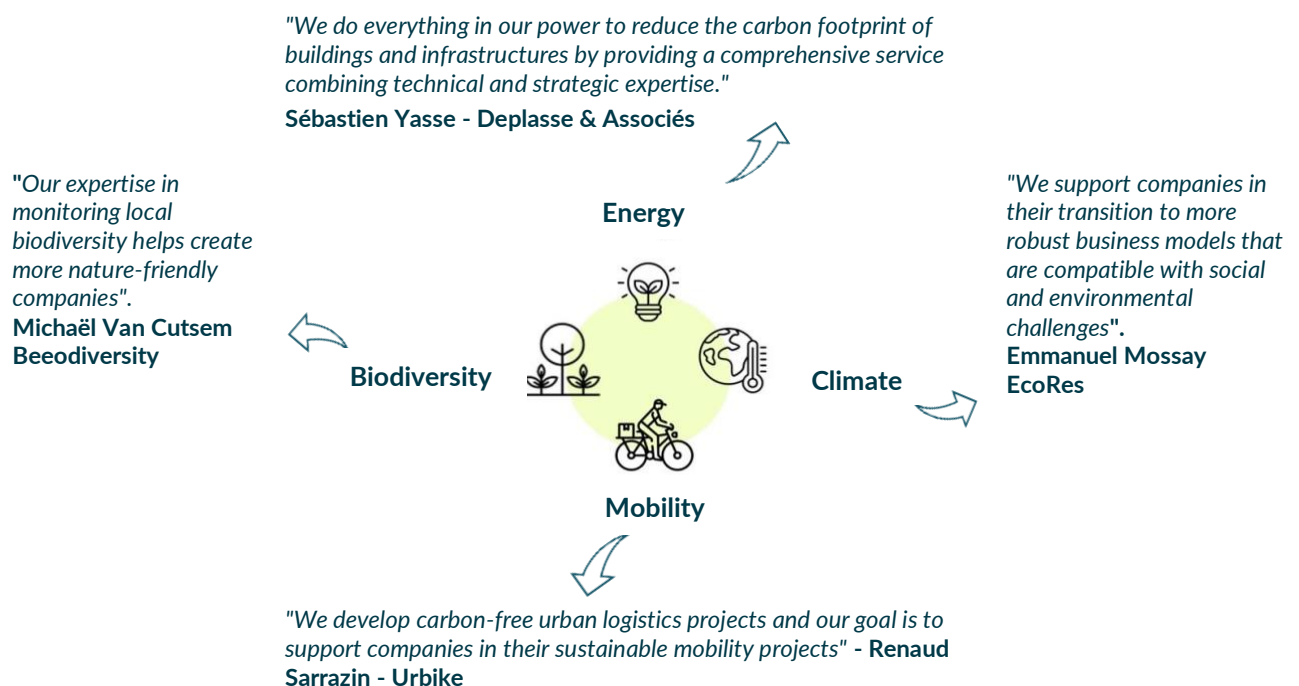 "We do everything in our power to reduce the carbon footprint of
buildings and infrastructures by providing a comprehensive service
combining technical and strategic expertise."
Sébastien Yasse - Deplasse & Associés
"Our expertise in
monitoring local
biodiversity helps create
more nature-friendly
companies".
Michaël Van Cutsem
Beeodiversity
Energy
Biodiversity
Climate
Mobility
"We support companies in
their transition to more
robust business models that
are compatible with social
and environmental
challenges".
Emmanuel Mossay
EcoRes
"We develop carbon-free urban logistics projects and our goal is to
support companies in their sustainable mobility projects" - Renaud
Sarrazin - Urbike